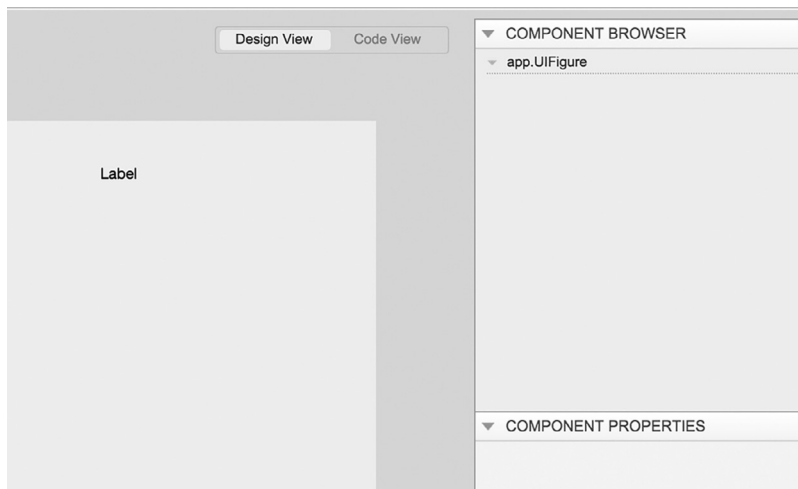 Design View
Code View
COMPONENT BROWSER
app.UIFigure
Label
COMPONENT PROPERTIES